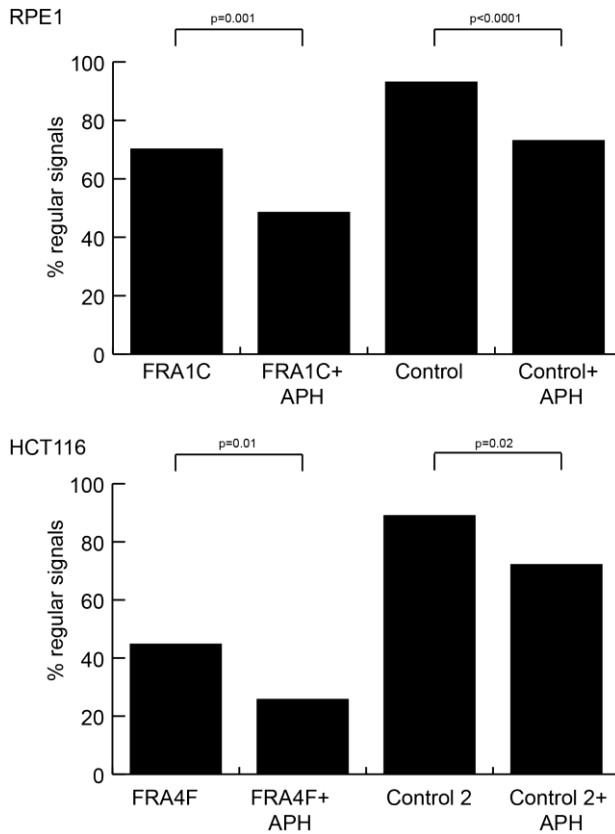 RPE1
p=0.001
p<0.0001
% regular signals
100
80
60
40
20
0
FRA1C
FRA1C+
APH
Control
Control+
APH
HCT116
p=0.01
p=0.02
% regular signals
100
80
60
40
20
0
FRA4F
FRA4F+
APH
Control 2
Control 2+
APH